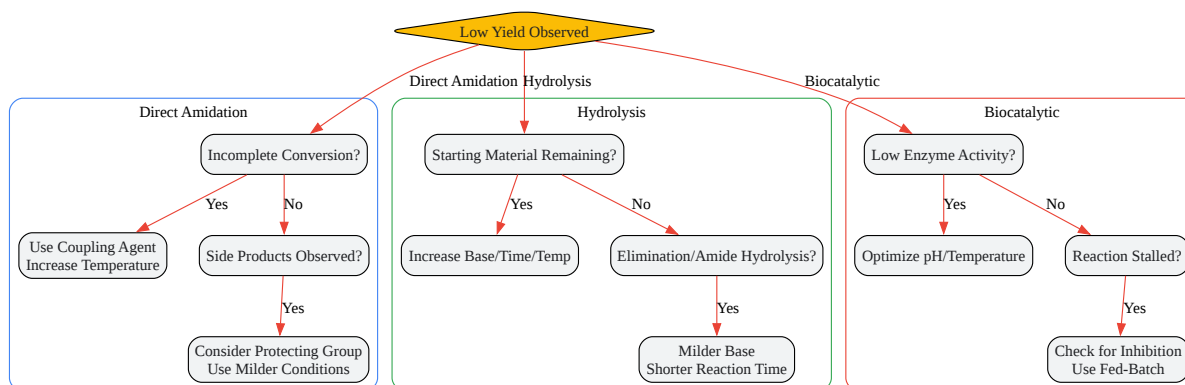 Low Yield Observed
Direct Amidation
Hydrolysis
Biocatalytic
Direct Amidation
Hydrolysis
Biocatalytic
Incomplete Conversion?
Starting Material Remaining?
Low Enzyme Activity?
Yes
No
Yes
No
Yes
No
Use Coupling Agent
Increase Temperature
Side Products Observed?
Increase Base/Time/Temp
Elimination/Amide Hydrolysis?
Optimize pH/Temperature
Reaction Stalled?
Yes
Yes
Yes
Consider Protecting Group
Use Milder Conditions
Milder Base
Shorter Reaction Time
Check for Inhibition
Use Fed-Batch